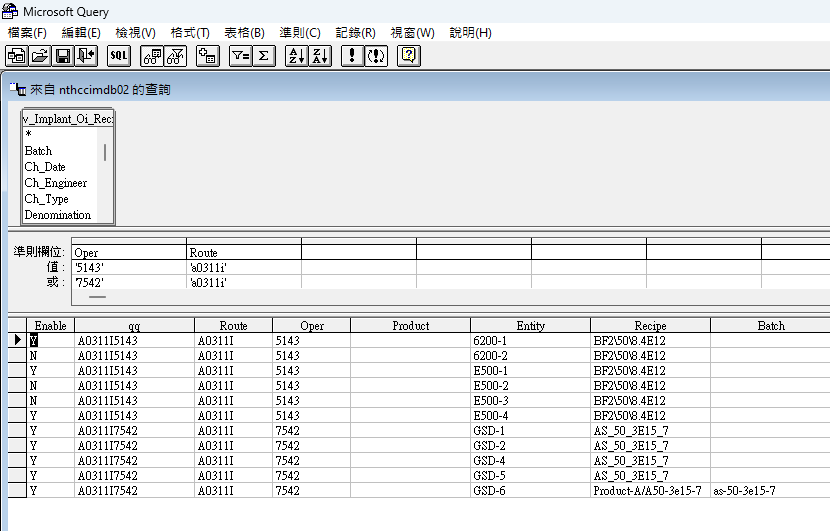 Microsoft Query
檔案(F) 編輯(E) 檢視(V) 格式(T) 表格(B) 準則(C) 記錄(R) 視窗(W) 說明(H)
SQL
來自 nthccimdb02 的查詢
v_Implant_Oi_Reci
*
Batch
Ch_Date
Ch_Engineer
Ch_Type
Denomination
準則欄位: Oper Route
值: '5143' 'a0311i'
或: '7542' 'a0311i'
Enable qq Route Oper Product Entity Recipe Batch
Y A0311I5143 A0311I 5143 6200-1 BF2\50\8.4E12
N A0311I5143 A0311I 5143 6200-2 BF2\50\8.4E12
Y A0311I5143 A0311I 5143 E500-1 BF2\50\8.4E12
N A0311I5143 A0311I 5143 E500-2 BF2\50\8.4E12
N A0311I5143 A0311I 5143 E500-3 BF2\50\8.4E12
Y A0311I5143 A0311I 5143 E500-4 BF2\50\8.4E12
Y A0311I7542 A0311I 7542 GSD-1 AS_50_3E15_7
Y A0311I7542 A0311I 7542 GSD-2 AS_50_3E15_7
Y A0311I7542 A0311I 7542 GSD-4 AS_50_3E15_7
Y A0311I7542 A0311I 7542 GSD-5 AS_50_3E15_7
Y A0311I7542 A0311I 7542 GSD-6 Product-A/A50-3e15-7 as-50-3e15-7